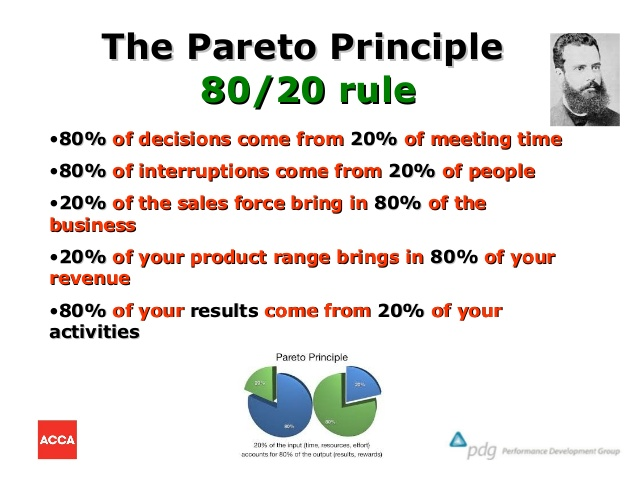 The Pareto Principle
80/20 rule
•80% of decisions come from 20% of meeting time
•80% of interruptions come from 20% of people
•20% of the sales force bring in 80% of the
business
•20% of your product range brings in 80% of your
revenue
•80% of your results come from 20% of your
activities
Pareto Principle
20%
80%
80%
20%
20% of the input (time, resources, effort)
accounts for 80% of the output (results, rewards)
ACCA
pdg Performance Development Group